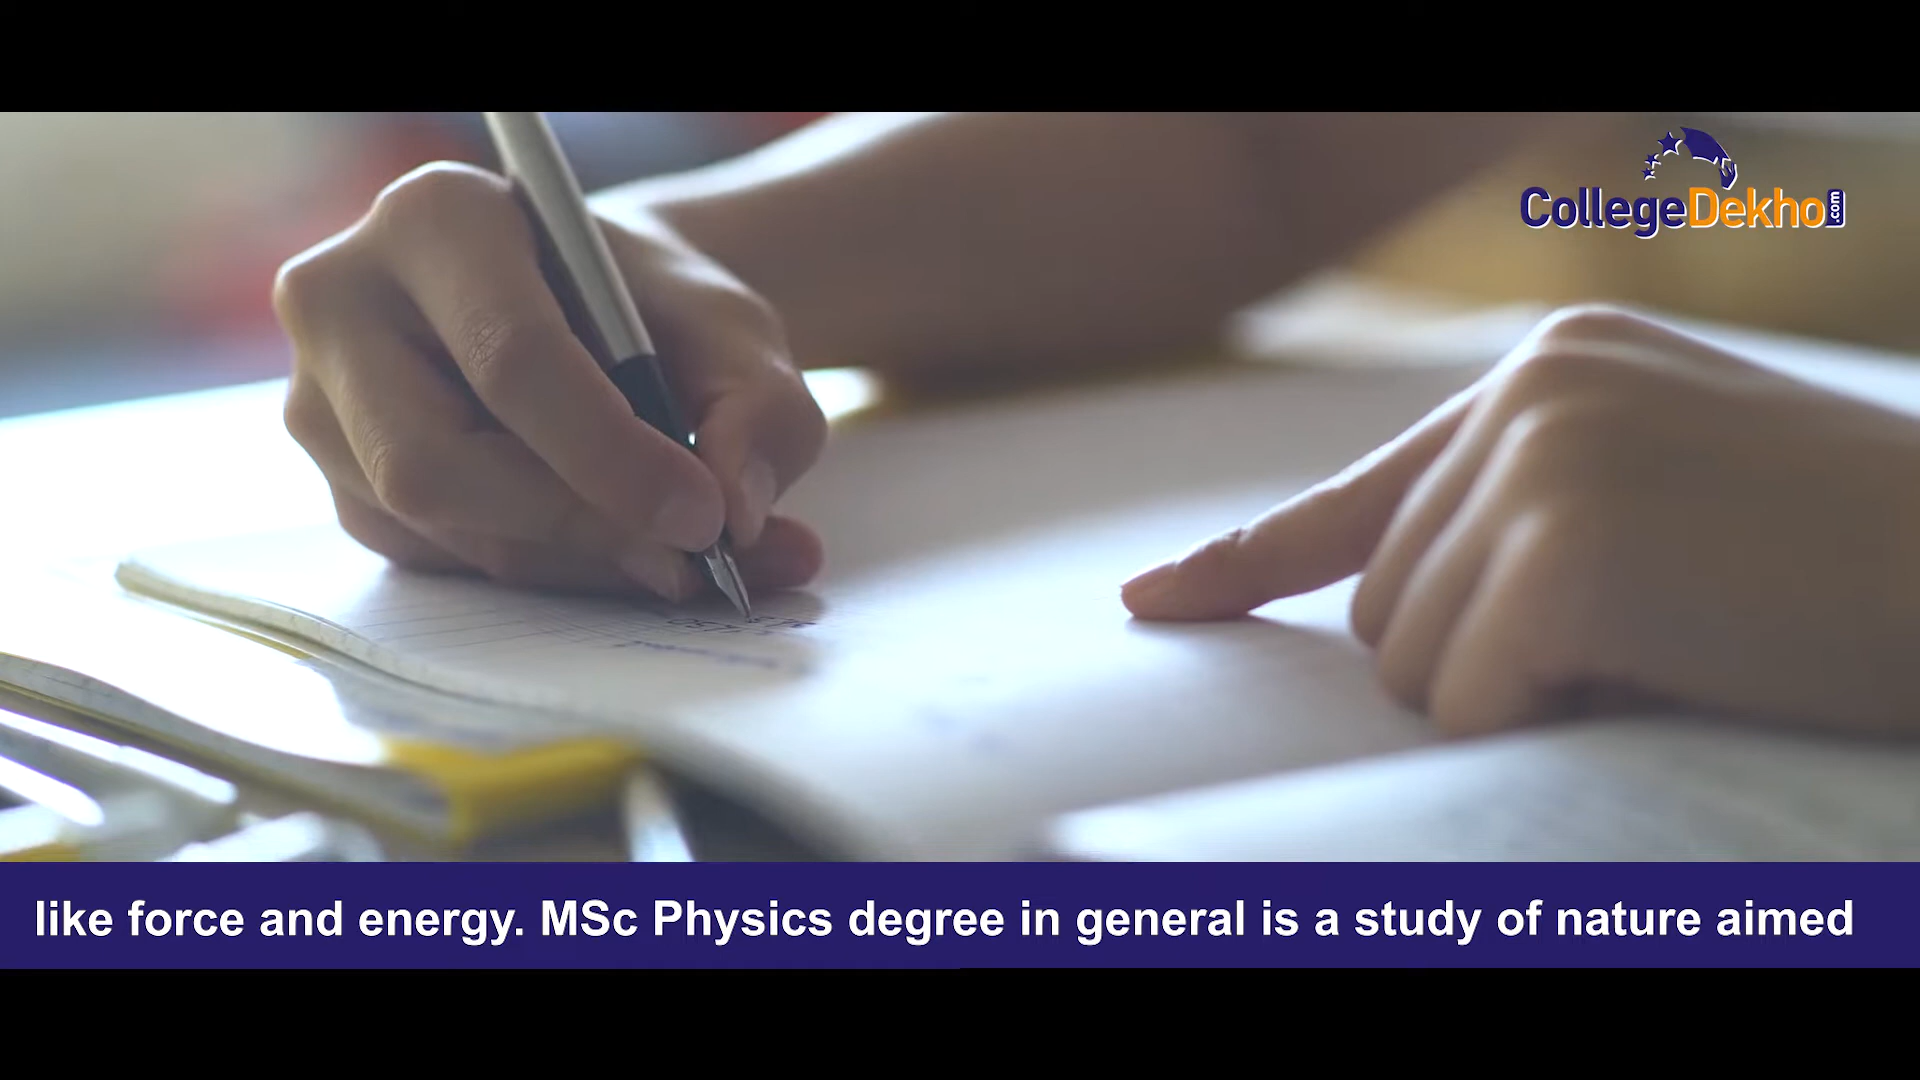 CollegeDekho.com
like force and energy. MSc Physics degree in general is a study of nature aimed